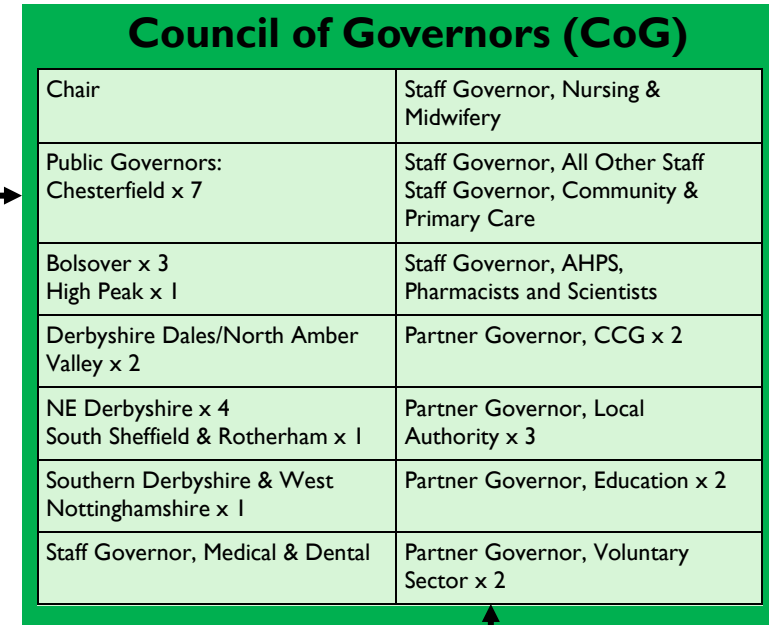 Council of Governors (CoG)
Chair
Staff Governor, Nursing &
Midwifery
Public Governors:
Chesterfield x 7
Staff Governor, All Other Staff
Staff Governor, Community &
Primary Care
Bolsover x 3
High Peak x 1
Staff Governor, AHPS,
Pharmacists and Scientists
Derbyshire Dales/North Amber
Valley x 2
Partner Governor, CCG x 2
NE Derbyshire x 4
South Sheffield & Rotherham x 1
Partner Governor, Local
Authority x 3
Southern Derbyshire & West
Nottinghamshire x 1
Partner Governor, Education x 2
Staff Governor, Medical & Dental
Partner Governor, Voluntary
Sector x 2